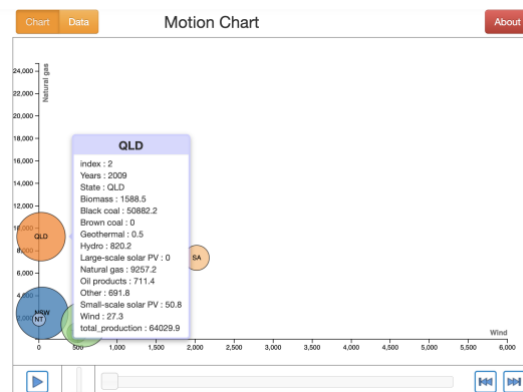 Chart
Data
Motion Chart
About
Natural gas
24,000
22,000
20,000
18,000
16,000
14,000
12,000
10,000
8,000
6,000
4,000
2,000
QLD
NSW
NT
SA
QLD
index : 2
Years : 2009
State : QLD
Biomass : 1588.5
Black coal : 50882.2
Brown coal : 0
Geothermal : 0.5
Hydro : 820.2
Large-scale solar PV : 0
Natural gas : 9257.2
Oil products : 711.4
Other : 691.8
Small-scale solar PV : 50.8
Wind : 27.3
total_production : 64029.9
Wind
0 500 1,000 1,500 2,000 2,500 3,000 3,500 4,000 4,500 5,000 5,500 6,000